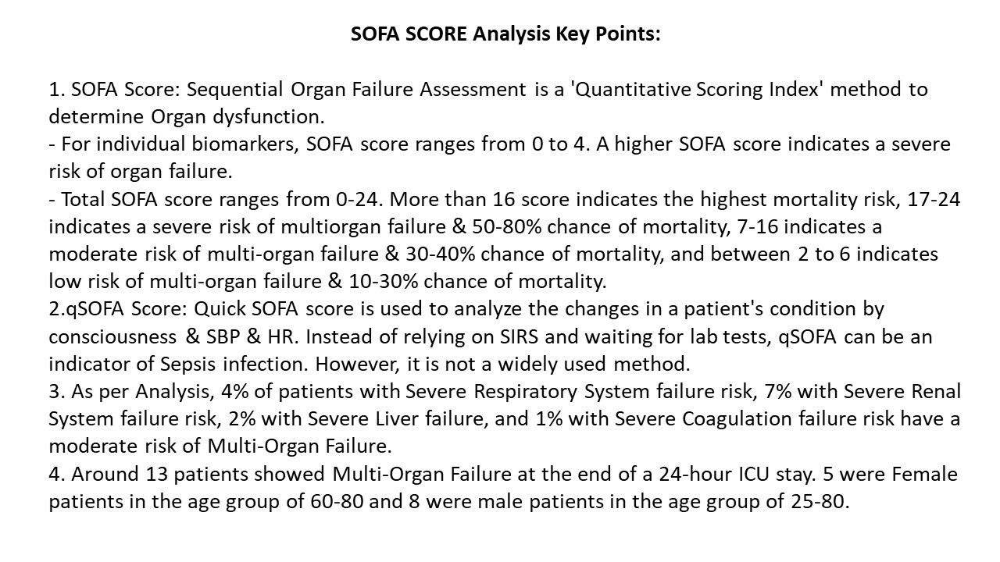 SOFA SCORE Analysis Key Points:
1. SOFA Score: Sequential Organ Failure Assessment is a 'Quantitative Scoring Index' method to
determine Organ dysfunction.
- For individual biomarkers, SOFA score ranges from 0 to 4. A higher SOFA score indicates a severe
risk of organ failure.
- Total SOFA score ranges from 0-24. More than 16 score indicates the highest mortality risk, 17-24
indicates a severe risk of multiorgan failure & 50-80% chance of mortality, 7-16 indicates a
moderate risk of multi-organ failure & 30-40% chance of mortality, and between 2 to 6 indicates
low risk of multi-organ failure & 10-30% chance of mortality.
2.qSOFA Score: Quick SOFA score is used to analyze the changes in a patient's condition by
consciousness & SBP & HR. Instead of relying on SIRS and waiting for lab tests, qSOFA can be an
indicator of Sepsis infection. However, it is not a widely used method.
3. As per Analysis, 4% of patients with Severe Respiratory System failure risk, 7% with Severe Renal
System failure risk, 2% with Severe Liver failure, and 1% with Severe Coagulation failure risk have a
moderate risk of Multi-Organ Failure.
4. Around 13 patients showed Multi-Organ Failure at the end of a 24-hour ICU stay. 5 were Female
patients in the age group of 60-80 and 8 were male patients in the age group of 25-80.